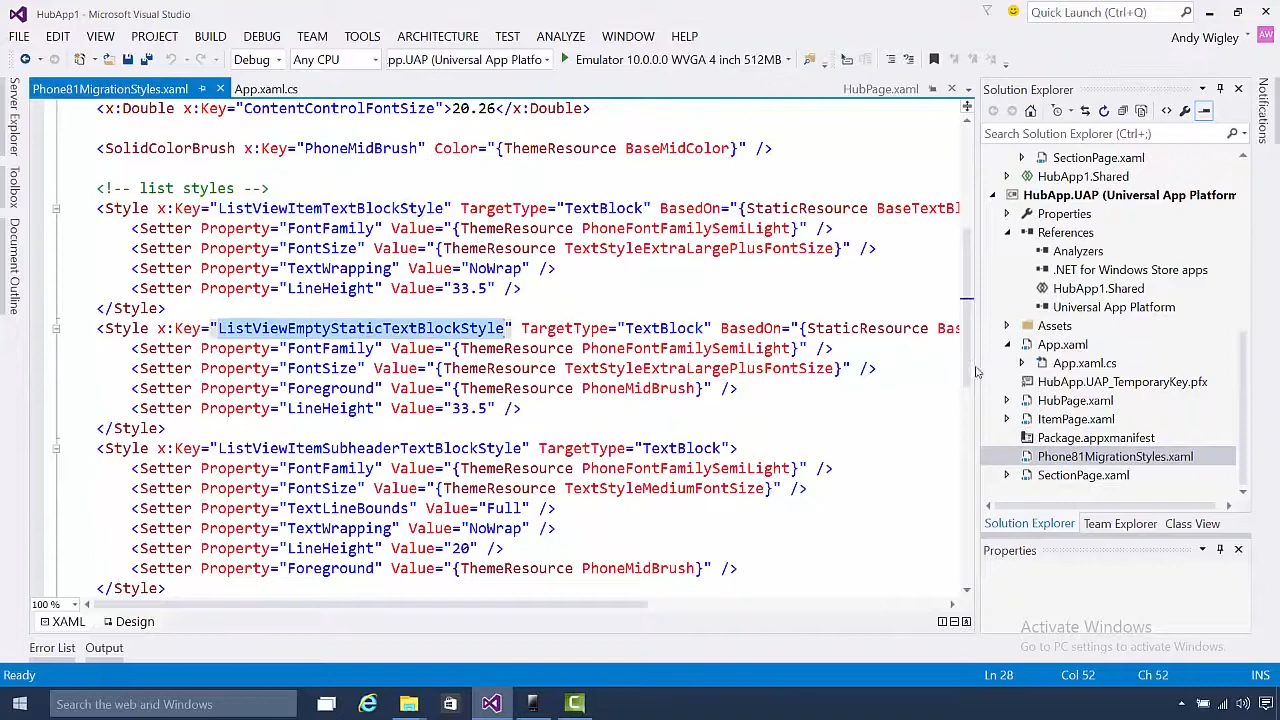 HubApp1 - Microsoft Visual Studio
Quick Launch (Ctrl+Q)
FILE EDIT VIEW PROJECT BUILD DEBUG TEAM TOOLS ARCHITECTURE TEST ANALYZE WINDOW HELP
Andy Wigley AW
Debug Any CPU pp.UAP (Universal App Platfo Emulator 10.0.0.0 WVGA 4 inch 512MB
Phone81MigrationStyles.xaml App.xaml.cs HubPage.xaml
Server Explorer
Toolbox
Document Outline
<x:Double x:Key="ContentControlFontSize">20.26</x:Double>
<SolidColorBrush x:Key="PhoneMidBrush" Color="{ThemeResource BaseMidColor}" />
<!-- list styles -->
<Style x:Key="ListViewItemTextBlockStyle" TargetType="TextBlock" BasedOn="{StaticResource BaseTextBl
<Setter Property="FontFamily" Value="{ThemeResource PhoneFontFamilySemiLight}" />
<Setter Property="FontSize" Value="{ThemeResource TextStyleExtraLargePlusFontSize}" />
<Setter Property="TextWrapping" Value="NoWrap" />
<Setter Property="LineHeight" Value="33.5" />
</Style>
<Style x:Key="ListViewEmptyStaticTextBlockStyle" TargetType="TextBlock" BasedOn="{StaticResource Bas
<Setter Property="FontFamily" Value="{ThemeResource PhoneFontFamilySemiLight}" />
<Setter Property="FontSize" Value="{ThemeResource TextStyleExtraLargePlusFontSize}" />
<Setter Property="Foreground" Value="{ThemeResource PhoneMidBrush}" />
<Setter Property="LineHeight" Value="33.5" />
</Style>
<Style x:Key="ListViewItemSubheaderTextBlockStyle" TargetType="TextBlock">
<Setter Property="FontFamily" Value="{ThemeResource PhoneFontFamilySemiLight}" />
<Setter Property="FontSize" Value="{ThemeResource TextStyleMediumFontSize}" />
<Setter Property="TextLineBounds" Value="Full" />
<Setter Property="TextWrapping" Value="NoWrap" />
<Setter Property="LineHeight" Value="20" />
<Setter Property="Foreground" Value="{ThemeResource PhoneMidBrush}" />
</Style>
100 %
XAML Design
Error List Output
Solution Explorer
Search Solution Explorer (Ctrl+;)
SectionPage.xaml
HubApp1.Shared
HubApp.UAP (Universal App Platform
Properties
References
Analyzers
.NET for Windows Store apps
HubApp1.Shared
Universal App Platform
Assets
App.xaml
App.xaml.cs
HubApp.UAP_TemporaryKey.pfx
HubPage.xaml
ItemPage.xaml
Package.appxmanifest
Phone81MigrationStyles.xaml
SectionPage.xaml
Solution Explorer Team Explorer Class View
Properties
Notifications
Activate Windows
Go to PC settings to activate Windows.
Ready Ln 28 Col 52 Ch 52 INS
Search the web and Windows